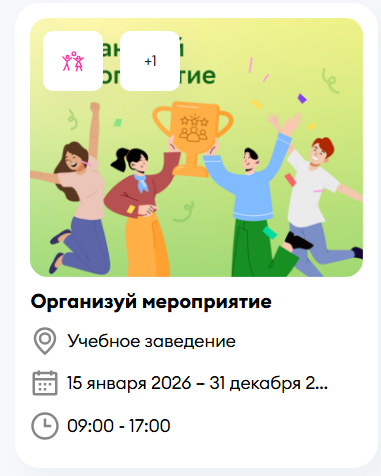 +1
Организуй мероприятие
Учебное заведение
15 января 2026 – 31 декабря 2...
09:00 - 17:00